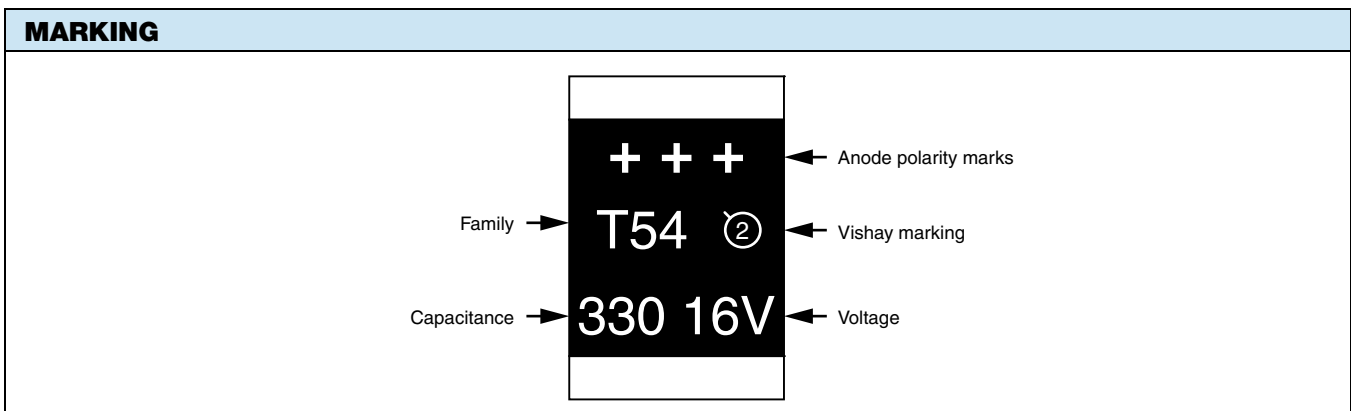 MARKING
+ + +
Anode polarity marks
Family
T54 2
Vishay marking
Capacitance
330 16V
Voltage